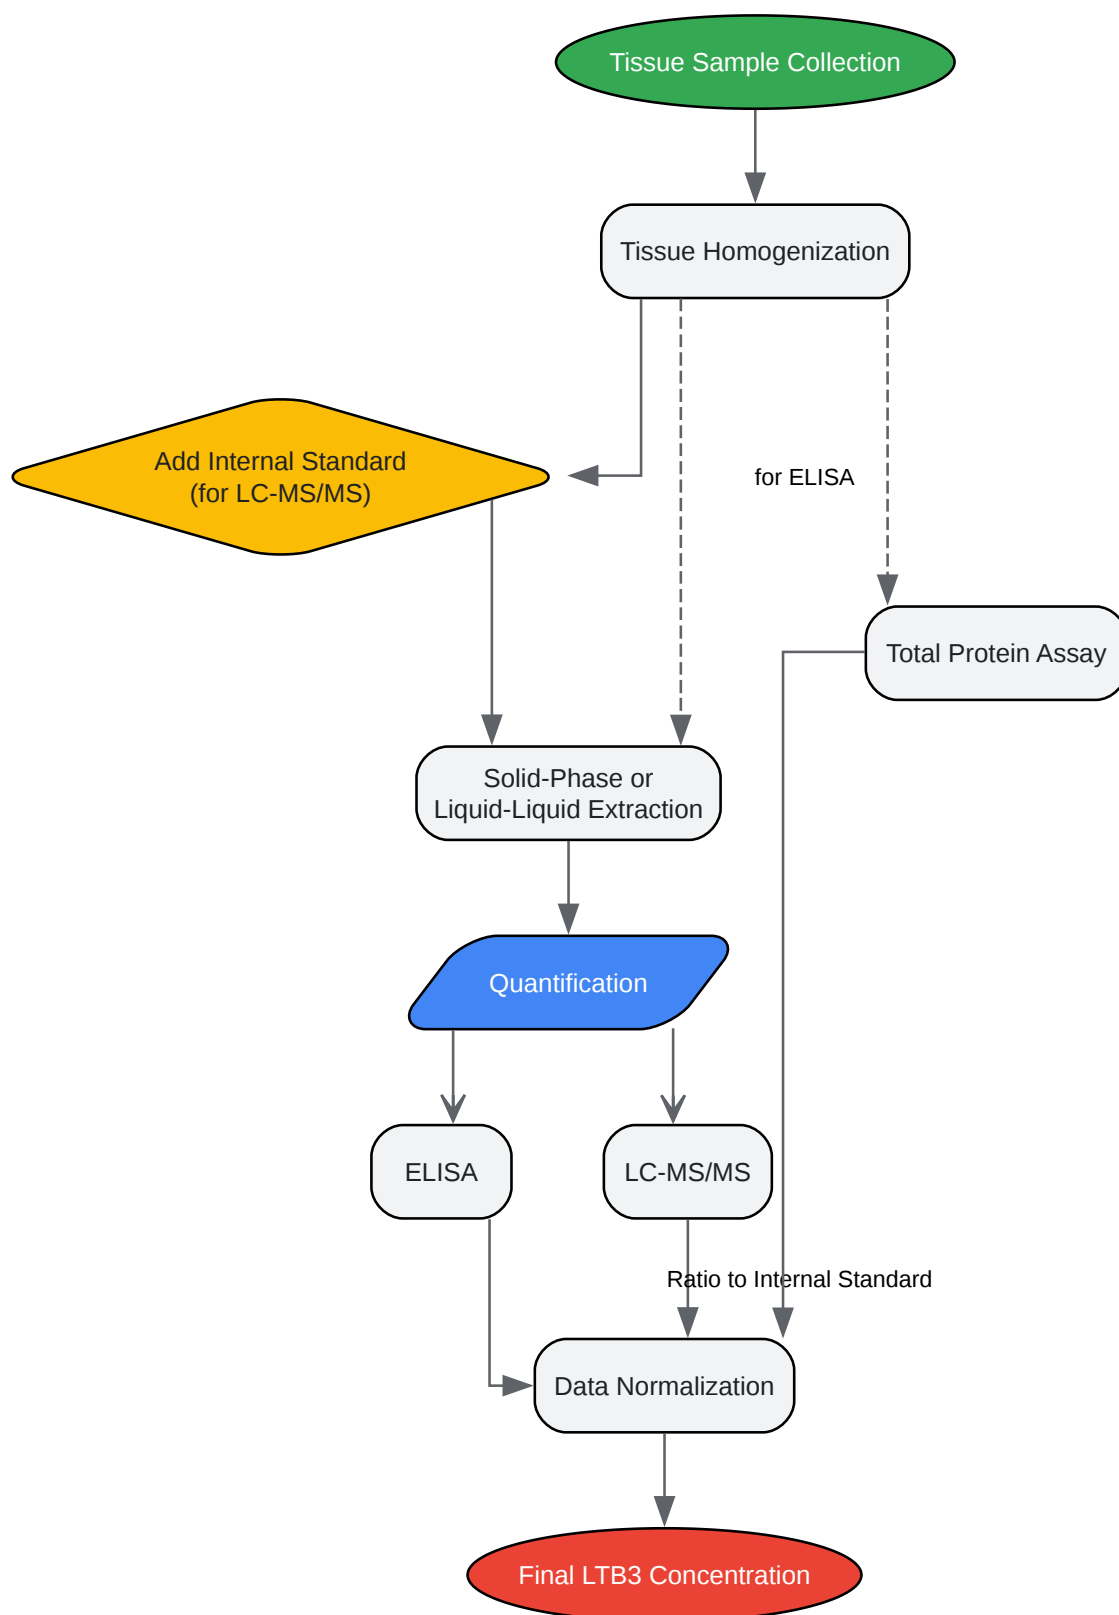 Tissue Sample Collection
Tissue Homogenization
Add Internal Standard
(for LC-MS/MS)
for ELISA
Total Protein Assay
Solid-Phase or
Liquid-Liquid Extraction
Quantification
ELISA
LC-MS/MS
Ratio to Internal Standard
Data Normalization
Final LTB3 Concentration